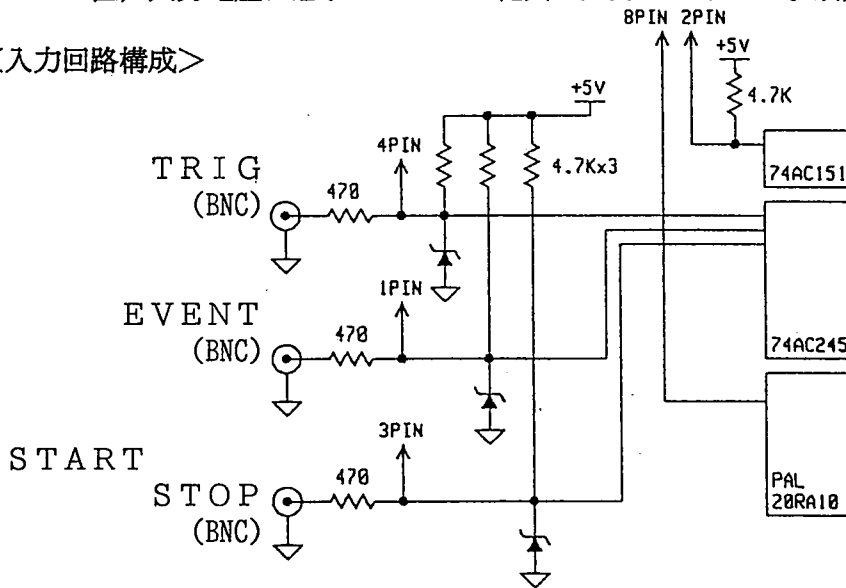 8PIN 2PIN
入力回路構成＞
+5V
+5V
4.7K
4PIN
TRIG
(BNC)
470
4.7Kx3
74AC151
1PIN
EVENT
(BNC)
470
74AC245
3PIN
START
STOP
(BNC)
470
PAL
20RA10